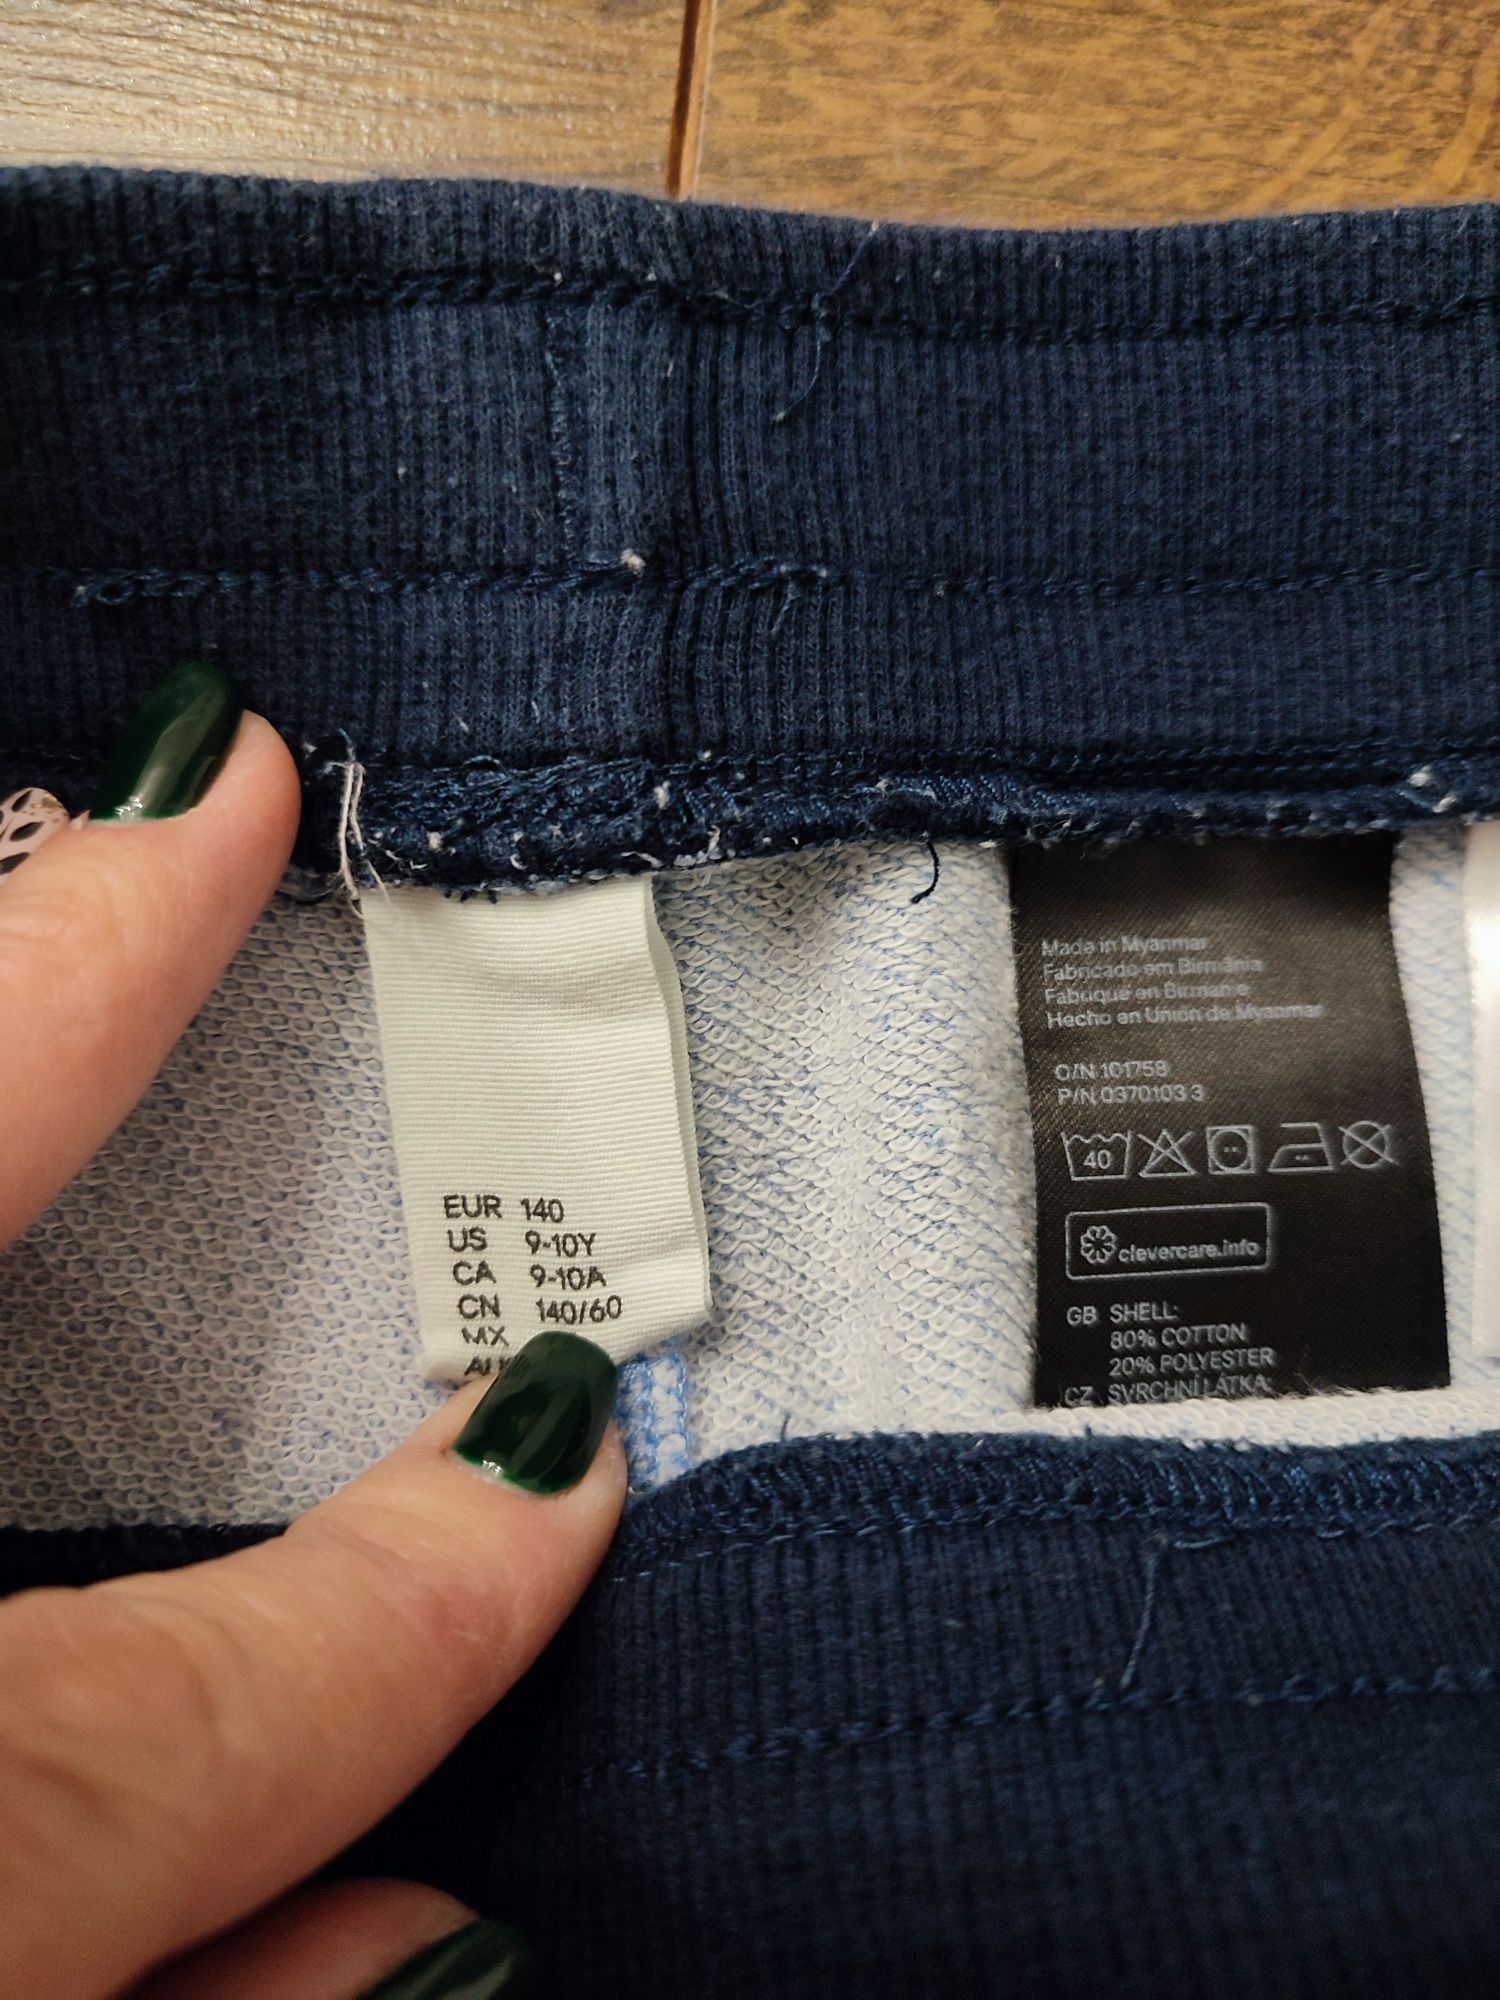 EUR 140
US 9-10Y
CA 9-10A
CN 140/60
MX
Made in Myanmar
Fabricado em Birmânia
Fabrique en Birmanie
Hecho en Unión de Myanmar
O/N 101758
P/N 0370103 3
40
clevercare.info
GB SHELL:
80% COTTON
20% POLYESTER
CZ SVRCHNÍ LÁTKA: